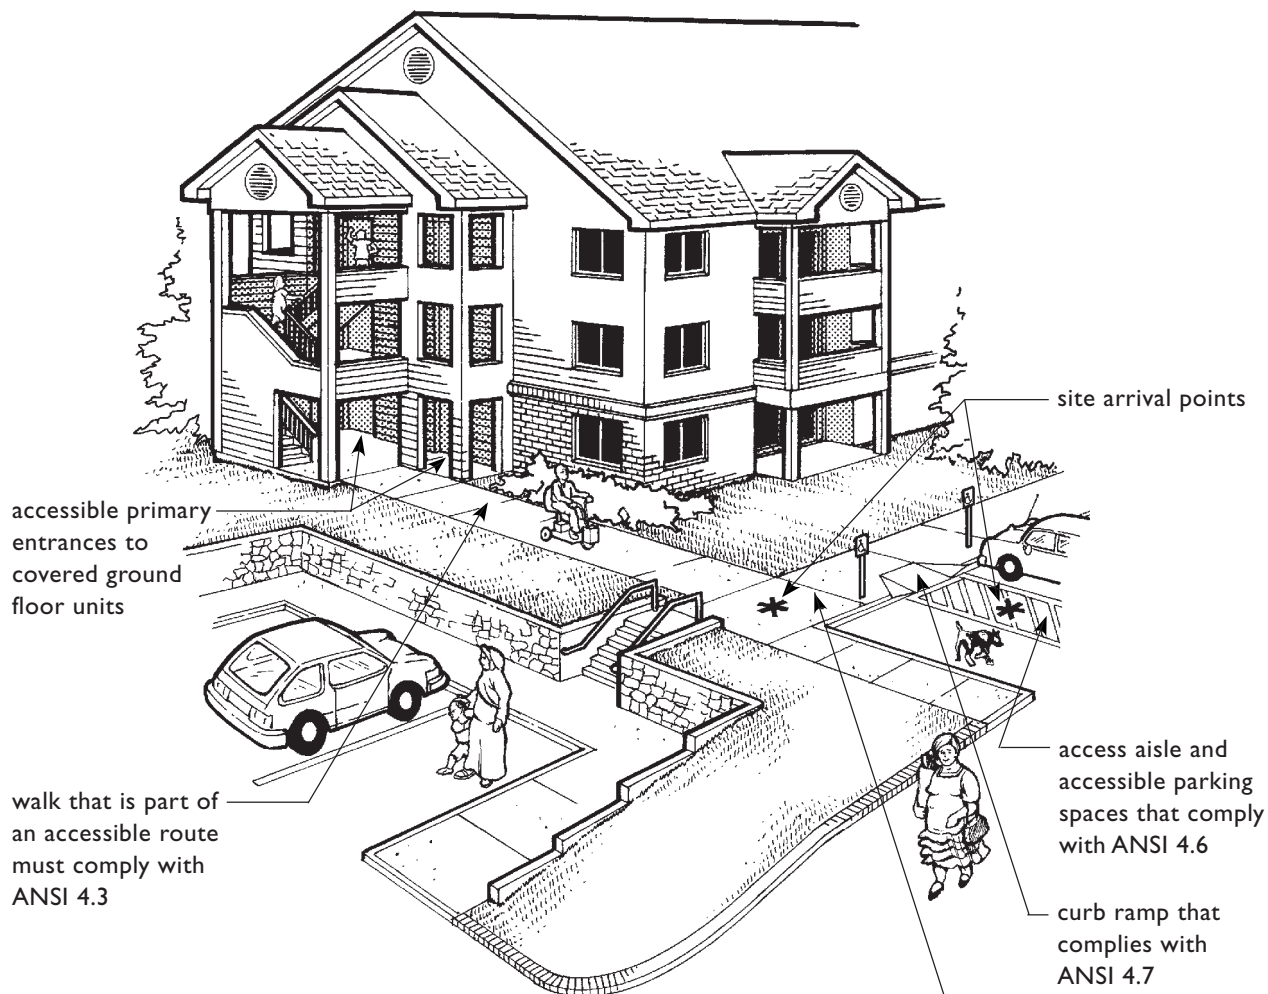 site arrival points
accessible primary
entrances to
covered ground
floor units
access aisle and
accessible parking
spaces that comply
with ANSI 4.6
walk that is part of
an accessible route
must comply with
ANSI 4.3
curb ramp that
complies with
ANSI 4.7